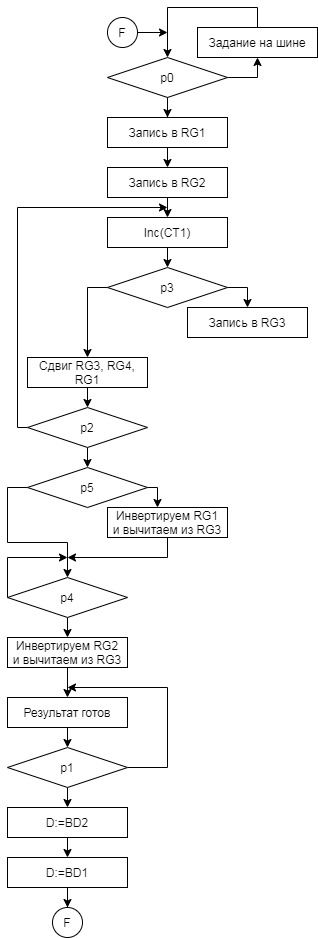 F
Задание на шине
p0
Запись в RG1
Запись в RG2
Inc(CT1)
p3
Запись в RG3
Сдвиг RG3, RG4,
RG1
p2
p5
Инвертируем RG1
и вычитаем из RG3
p4
Инвертируем RG2
и вычитаем из RG3
Результат готов
p1
D:=BD2
D:=BD1
F